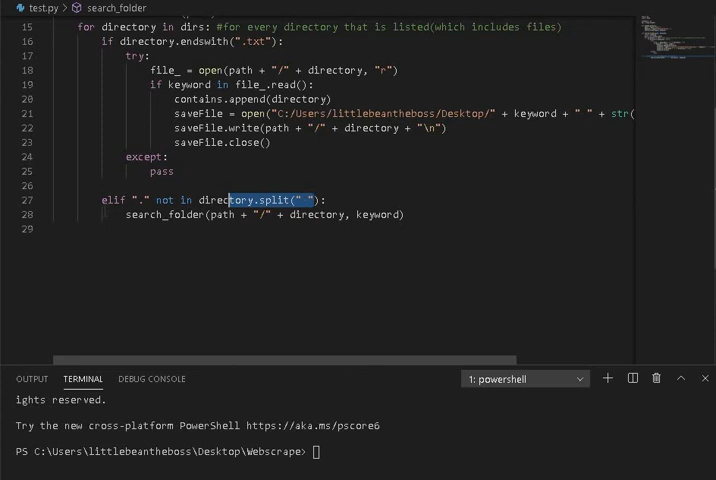 test.py > search_folder
15 for directory in dirs: #for every directory that is listed(which includes files)
16 if directory.endswith(".txt"):
17 try:
18 file_ = open(path + "/" + directory, "r")
19 if keyword in file_.read():
20 contains.append(directory)
21 saveFile = open("C:/Users/littlebeantheboss/Desktop/" + keyword + " " + str(
22 saveFile.write(path + "/" + directory + "\n")
23 saveFile.close()
24 except:
25 pass
26
27 elif "." not in directory.split(" "):
28 search_folder(path + "/" + directory, keyword)
29
OUTPUT TERMINAL DEBUG CONSOLE 1: powershell
ights reserved.
Try the new cross-platform PowerShell https://aka.ms/pscore6
PS C:\Users\littlebeantheboss\Desktop\Webscrape>